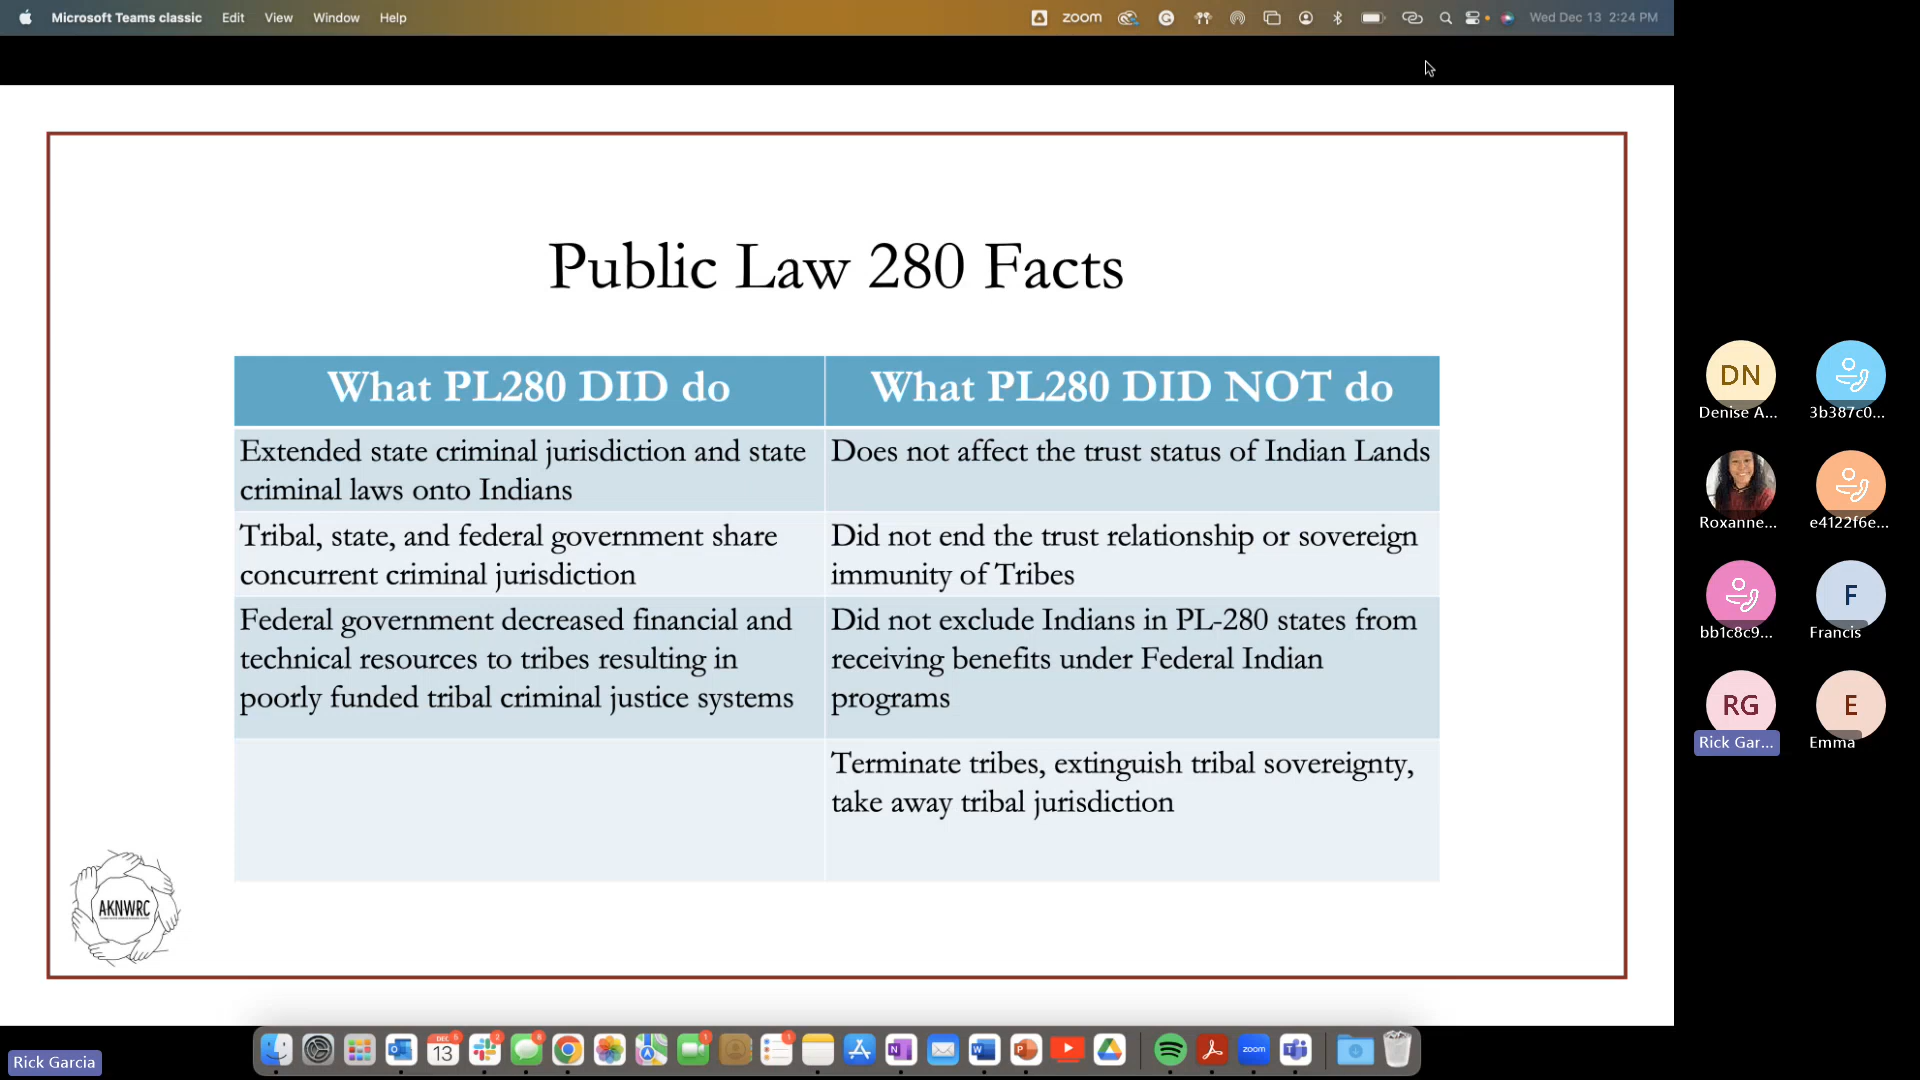 Microsoft Teams classic Edit View Window Help
zoom
Wed Dec 13 2:24 PM
Public Law 280 Facts
What PL280 DID do
What PL280 DID NOT do
Extended state criminal jurisdiction and state
criminal laws onto Indians
Does not affect the trust status of Indian Lands
Tribal, state, and federal government share
concurrent criminal jurisdiction
Did not end the trust relationship or sovereign
immunity of Tribes
Federal government decreased financial and
technical resources to tribes resulting in
poorly funded tribal criminal justice systems
Did not exclude Indians in PL-280 states from
receiving benefits under Federal Indian
programs
Terminate tribes, extinguish tribal sovereignty,
take away tribal jurisdiction
AKNWRC
DN
Denise A...
3b387c0...
Roxanne...
e4122f6e...
bb1c8c9...
F
Francis
RG
Rick Gar...
E
Emma
DEC
13
zoom
Rick Garcia